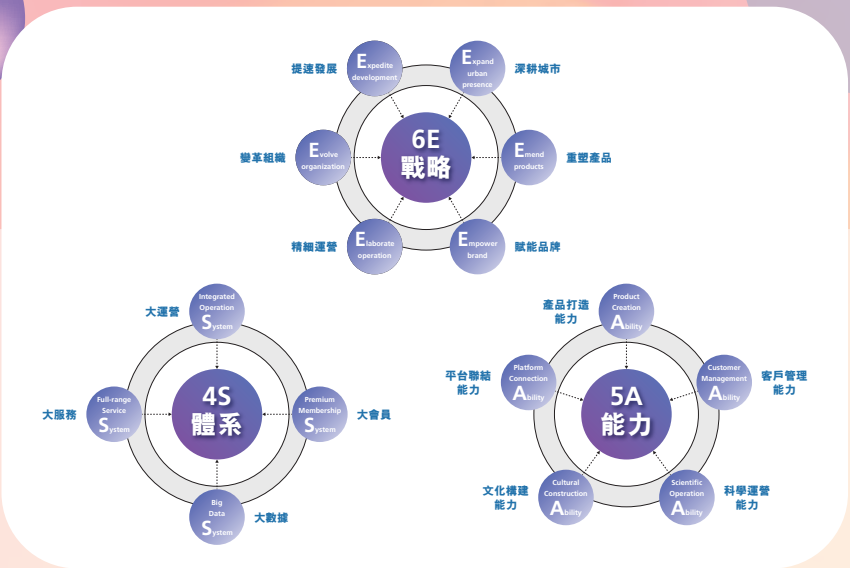 提速發展
Expedite
development
Expand
urban
presence
深耕城市
變革組織
Evolve
organization
6E
戰略
Emend
products
重塑產品
精細運營
Elaborate
operation
Empower
brand
賦能品牌
大運營
Integrated
Operation
System
大服務
Full-range
Service
System
4S
體系
Premium
Membership
System
大會員
Big
Data
System
大數據
產品打造
能力
Product
Creation
Ability
平台聯結
能力
Platform
Connection
Ability
5A
能力
Customer
Management
Ability
客戶管理
能力
文化構建
能力
Cultural
Construction
Ability
Scientific
Operation
Ability
科學運營
能力